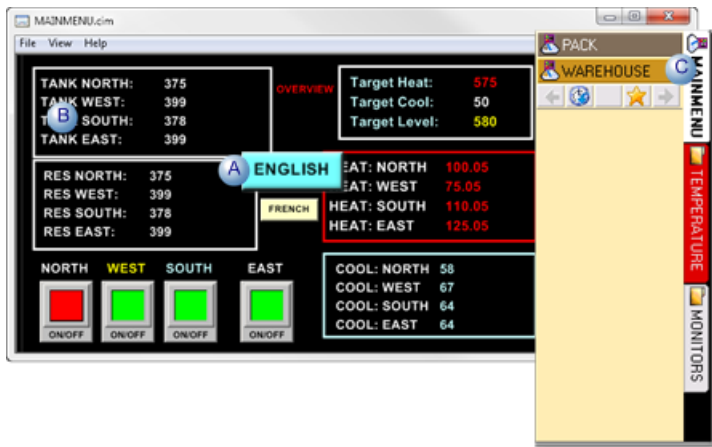 MAINMENU.cim
File View Help
TANK NORTH: 375
TANK WEST: 399
SOUTH: 378
TANK EAST: 399
OVERVIEW
Target Heat: 575
Target Cool: 50
Target Level: 580
A ENGLISH
B
FRENCH
RES NORTH: 375
RES WEST: 399
RES SOUTH: 378
RES EAST: 399
EAT: NORTH 100.05
EAT: WEST 75.05
HEAT: SOUTH 110.05
HEAT: EAST 125.05
NORTH WEST SOUTH EAST
ON/OFF ON/OFF ON/OFF ON/OFF
COOL: NORTH 58
COOL: WEST 67
COOL: SOUTH 64
COOL: EAST 64
PACK
WAREHOUSE
C
MAINMENU
TEMPERATURE
MONITORS